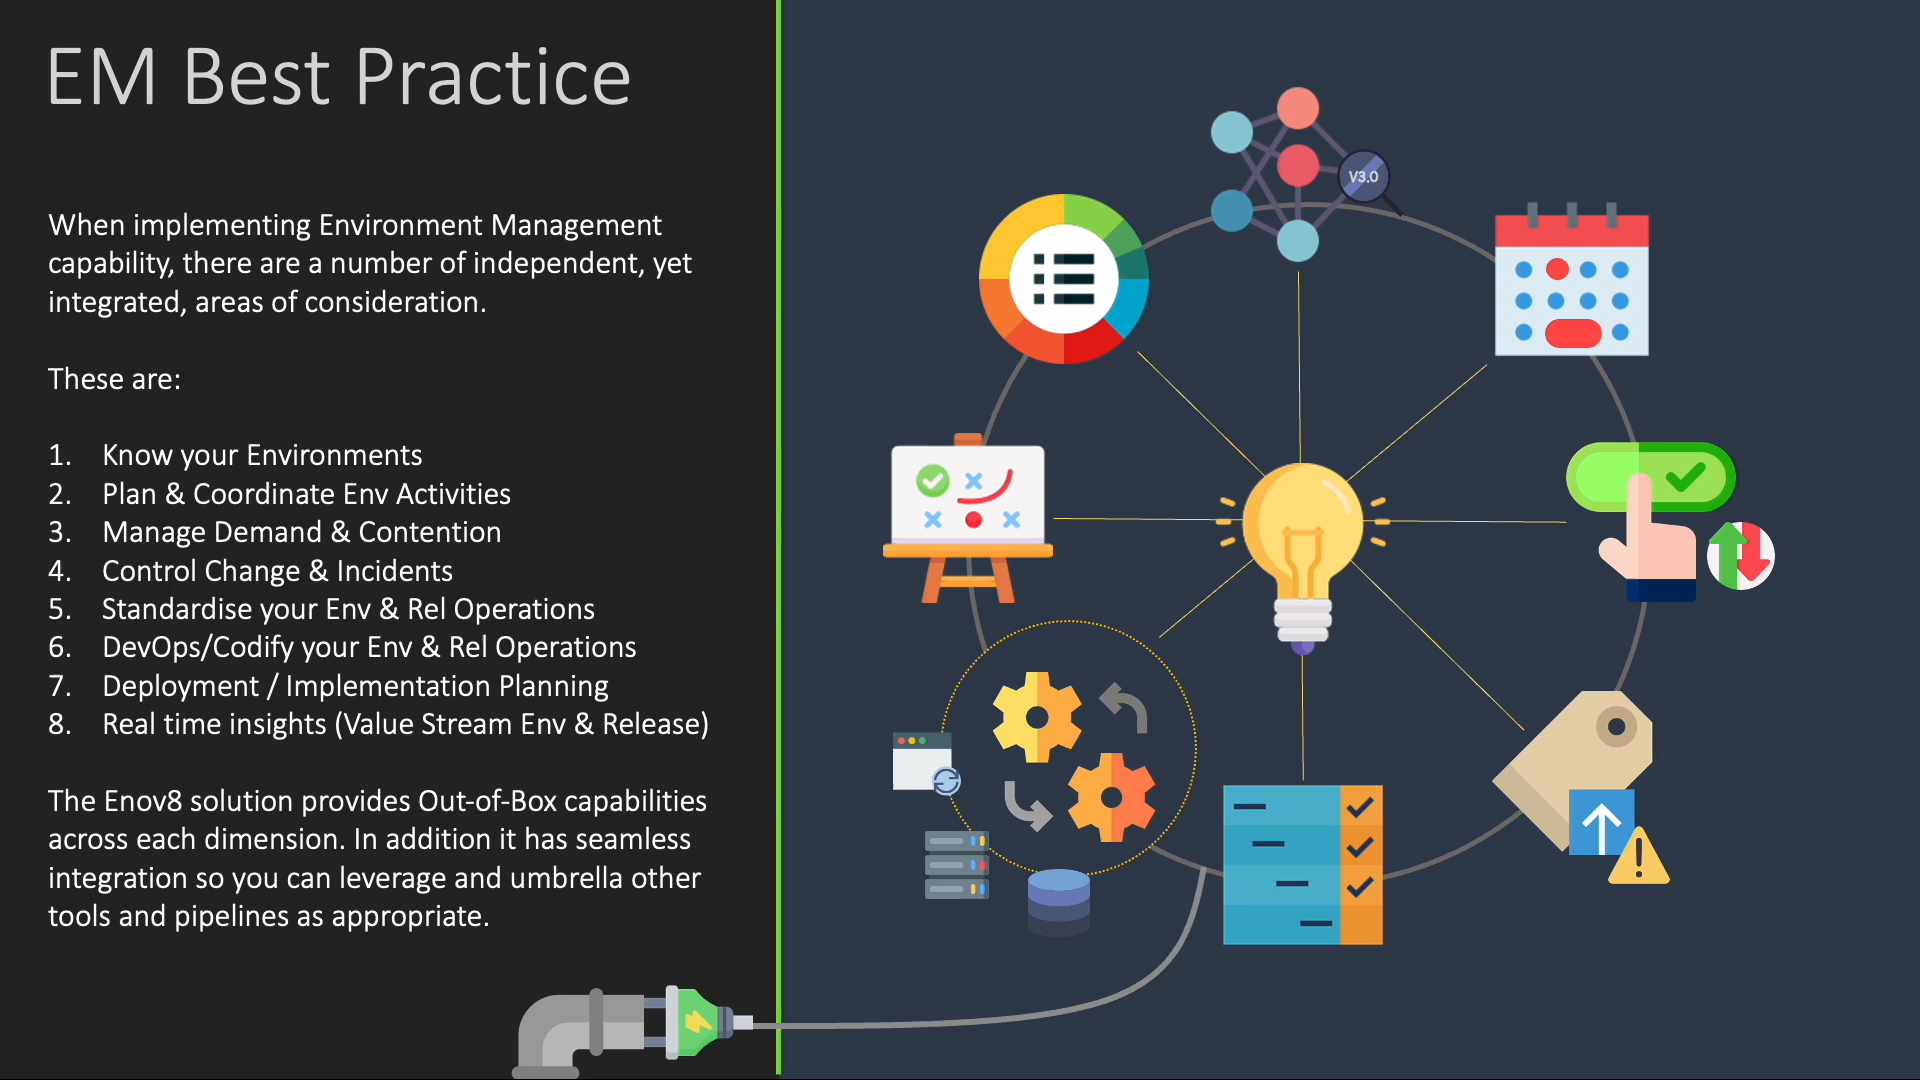 EM Best Practice
When implementing Environment Management
capability, there are a number of independent, yet
integrated, areas of consideration.
These are:
1. Know your Environments
2. Plan & Coordinate Env Activities
3. Manage Demand & Contention
4. Control Change & Incidents
5. Standardise your Env & Rel Operations
6. DevOps/Codify your Env & Rel Operations
7. Deployment / Implementation Planning
8. Real time insights (Value Stream Env & Release)
The Enov8 solution provides Out-of-Box capabilities
across each dimension. In addition it has seamless
integration so you can leverage and umbrella other
tools and pipelines as appropriate.
V3.0